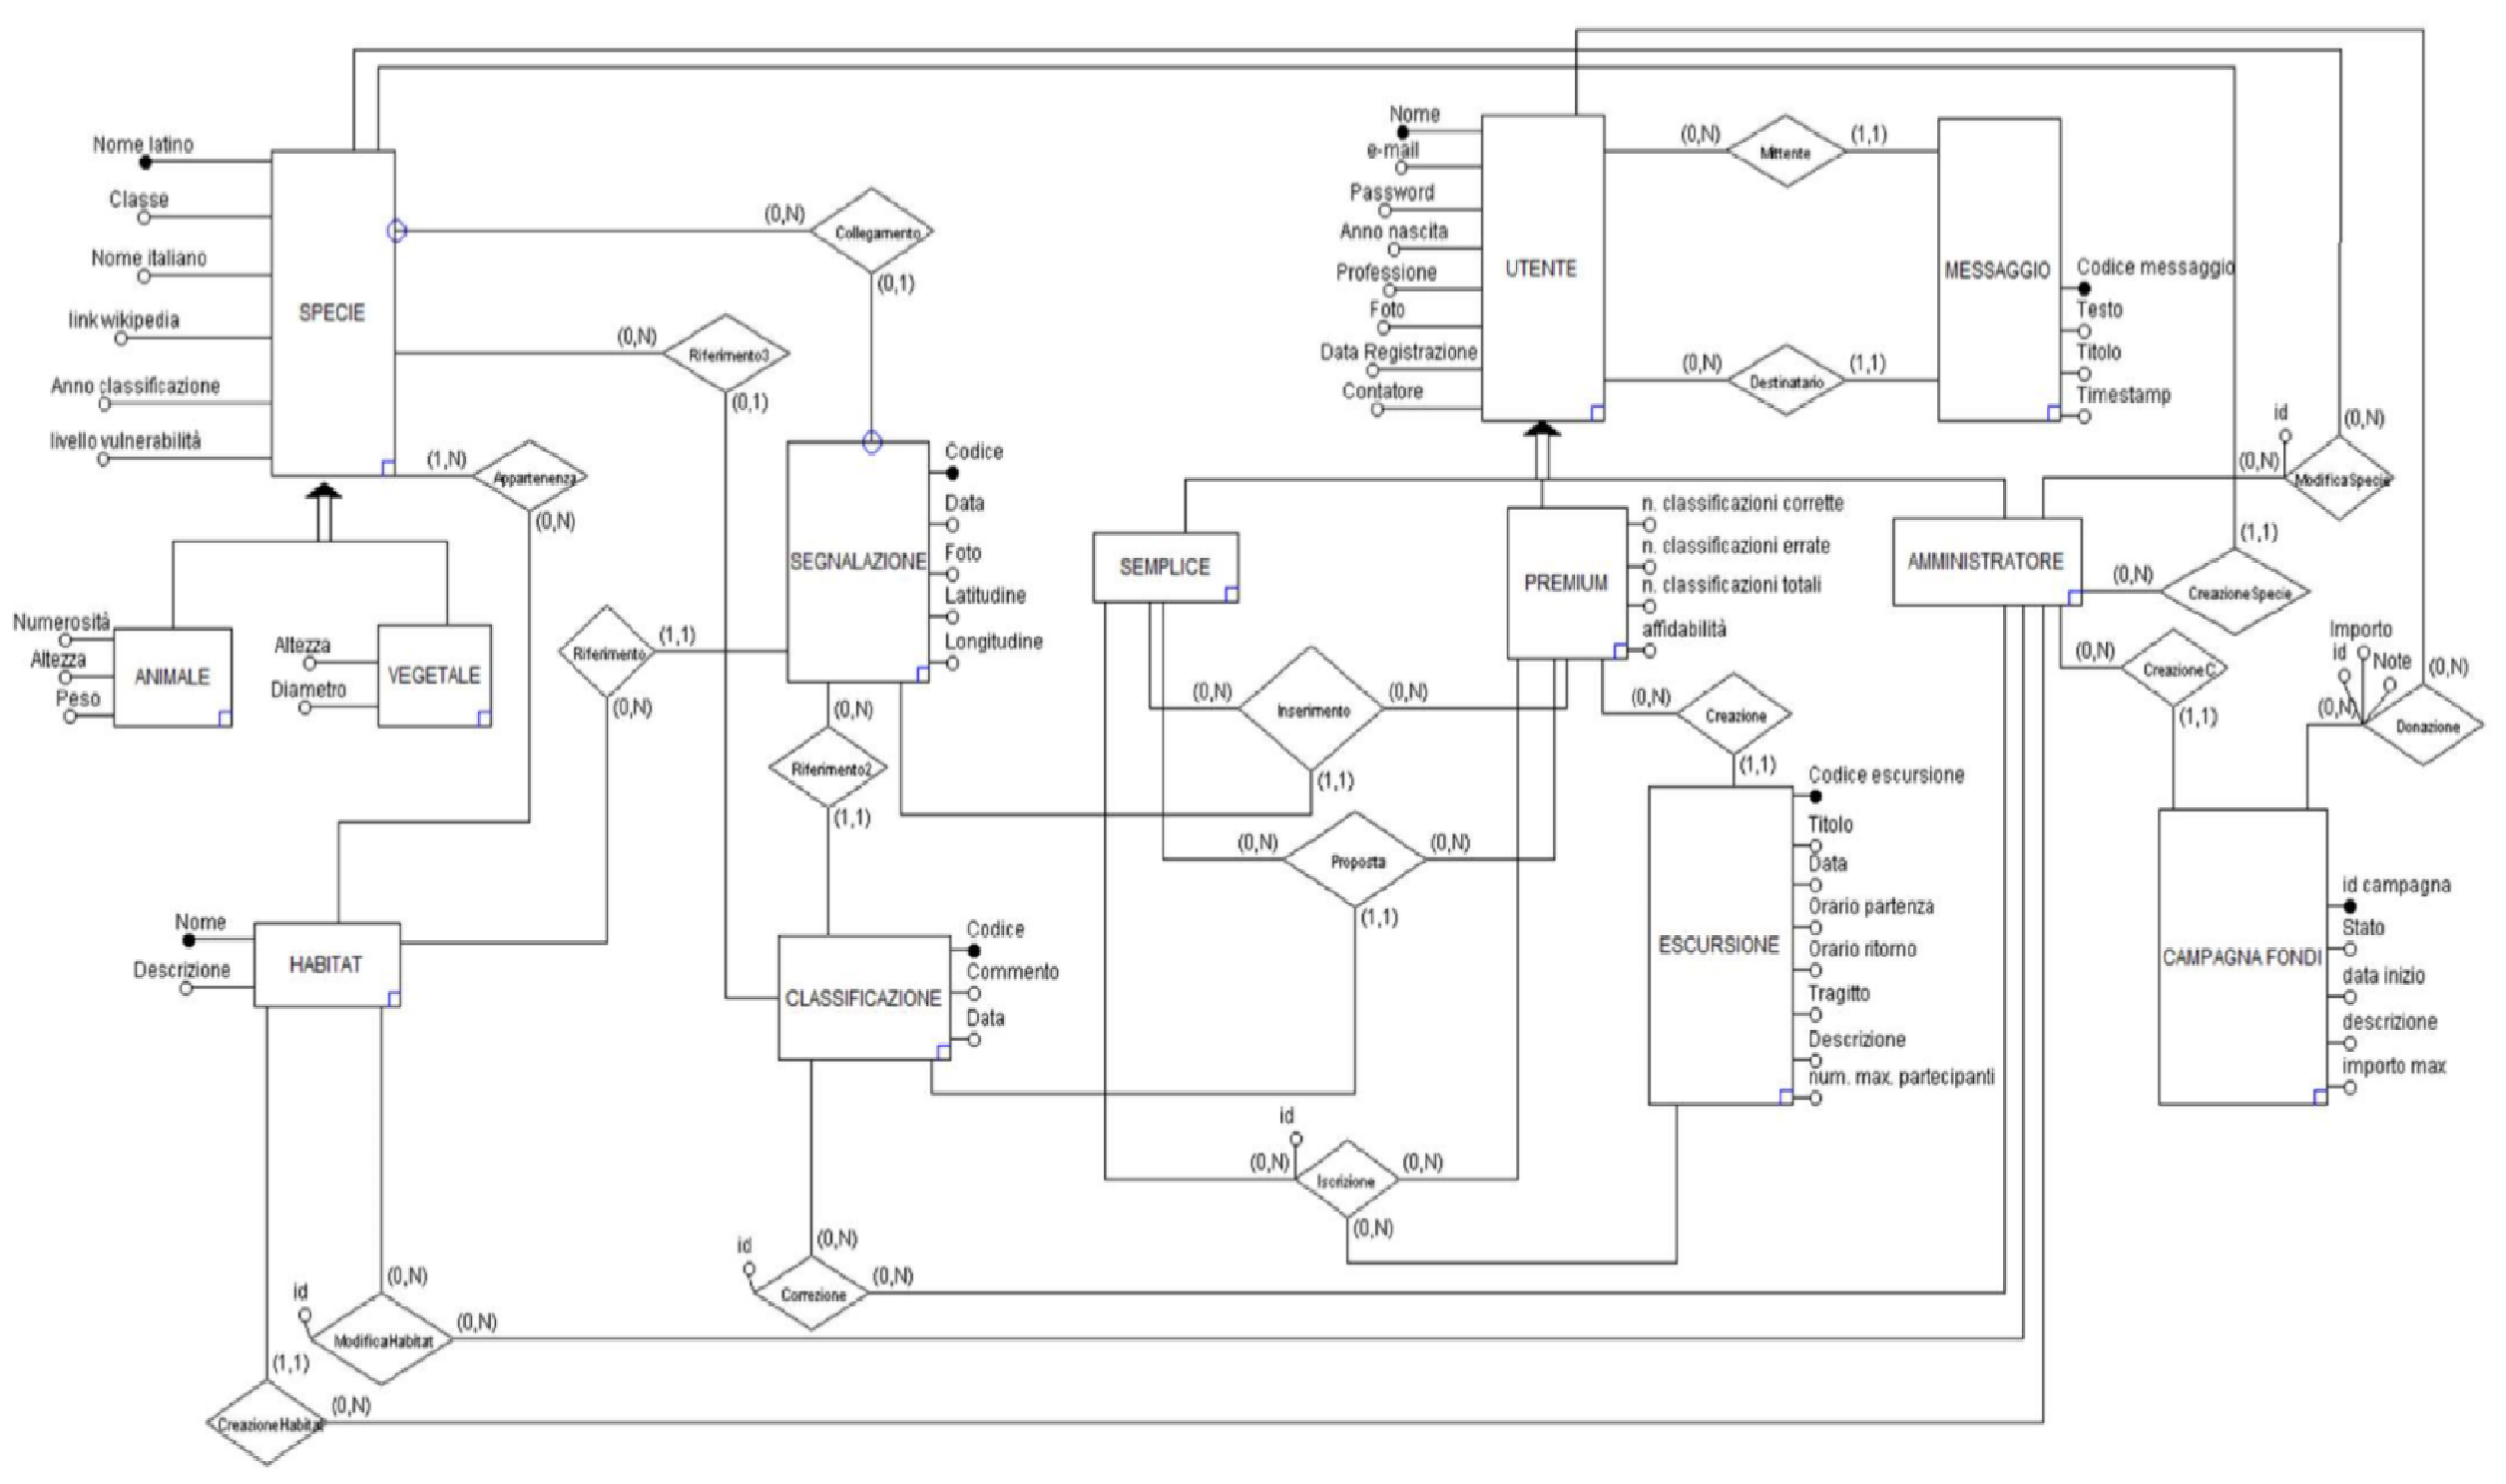 Nome latino
Classe
Nome italiano
linkwikipedia
Anno classificazione
livello vulnerabilità
SPECIE
(0,N)
Collegamento
(0,1)
(0,N)
Riferimento3
(0,1)
(1,N)
Appartenenza
(0,N)
Numerosità
Altezza
Peso
ANIMALE
Altezza
Diametro
VEGETALE
Riferimento
(1,1)
(0,N)
SEGNALAZIONE
Codice
Data
Foto
Latitudine
Longitudine
(0,N)
Riferimento2
(1,1)
Nome
Descrizione
HABITAT
CLASSIFICAZIONE
Codice
Commento
Data
Nome
e-mail
Password
Anno nascita
Professione
Foto
Data Registrazione
Contatore
UTENTE
(0,N)
Mittente
(1,1)
(0,N)
Destinatario
(1,1)
MESSAGGIO
Codice messaggio
Testo
Titolo
Timestamp
id
(0,N)
(0,N)
ModificaSpecie
SEMPLICE
PREMIUM
n. classificazioni corrette
n. classificazioni errate
n. classificazioni totali
affidabilità
AMMINISTRATORE
(1,1)
(0,N)
CreazioneSpecie
(0,N)
CreazioneC
(1,1)
Importo
id
Note
(0,N)
(0,N)
Donazione
(0,N)
Inserimento
(0,N)
(1,1)
(0,N)
Creazione
(1,1)
(0,N)
Proposta
(0,N)
(1,1)
ESCURSIONE
Codice escursione
Titolo
Data
Orario partenza
Orario ritorno
Tragitto
Descrizione
num. max. partecipanti
CAMPAGNA FONDI
id campagna
Stato
data inizio
descrizione
importo max
id
(0,N)
Iscrizione
(0,N)
(0,N)
id
(0,N)
Correzione
(0,N)
id
(0,N)
ModificaHabitat
(0,N)
(1,1)
CreazioneHabitat
(0,N)